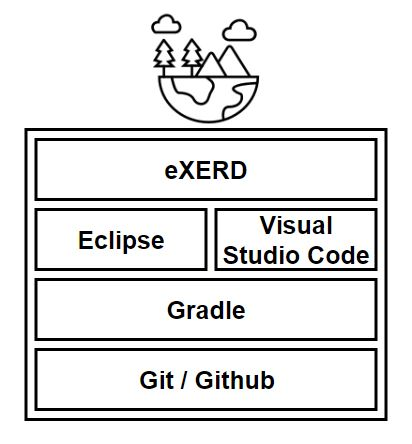 eXERD
Eclipse
Visual
Studio Code
Gradle
Git / Github